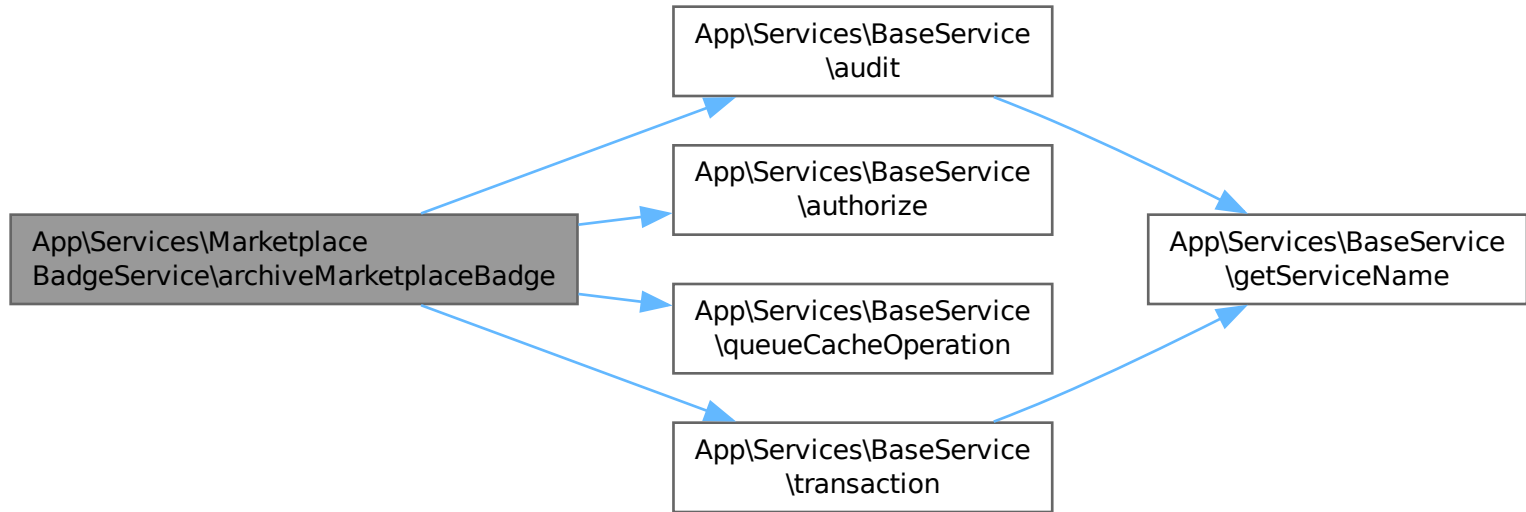 App\Services\BaseService
\audit
App\Services\BaseService
\authorize
App\Services\Marketplace
BadgeService\archiveMarketplaceBadge
App\Services\BaseService
\getServiceName
App\Services\BaseService
\queueCacheOperation
App\Services\BaseService
\transaction